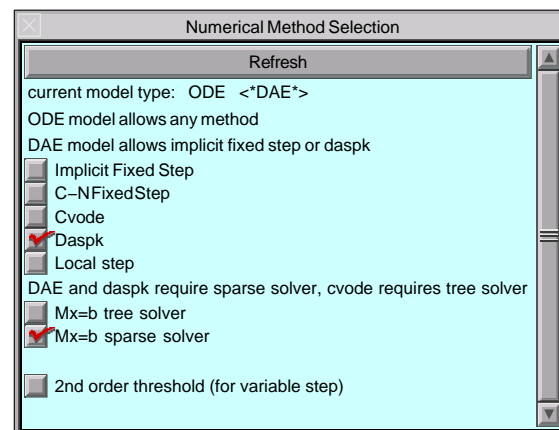 Numerical Method Selection
Refresh
current model type: ODE <*DAE*>
ODE model allows any method
DAE model allows implicit fixed step or daspk
Implicit Fixed Step
C−N Fixed Step
Cvode
Daspk
Local step
DAE and daspk require sparse solver, cvode requires tree solver
Mx=b tree solver
Mx=b sparse solver
2nd order threshold (for variable step)